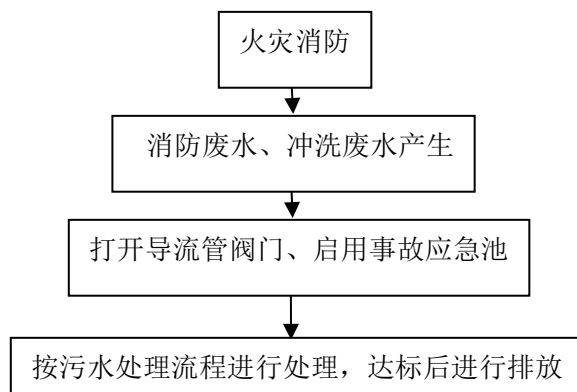 火灾消防
消防废水、冲洗废水产生
打开导流管阀门、启用事故应急池
按污水处理流程进行处理，达标后进行排放